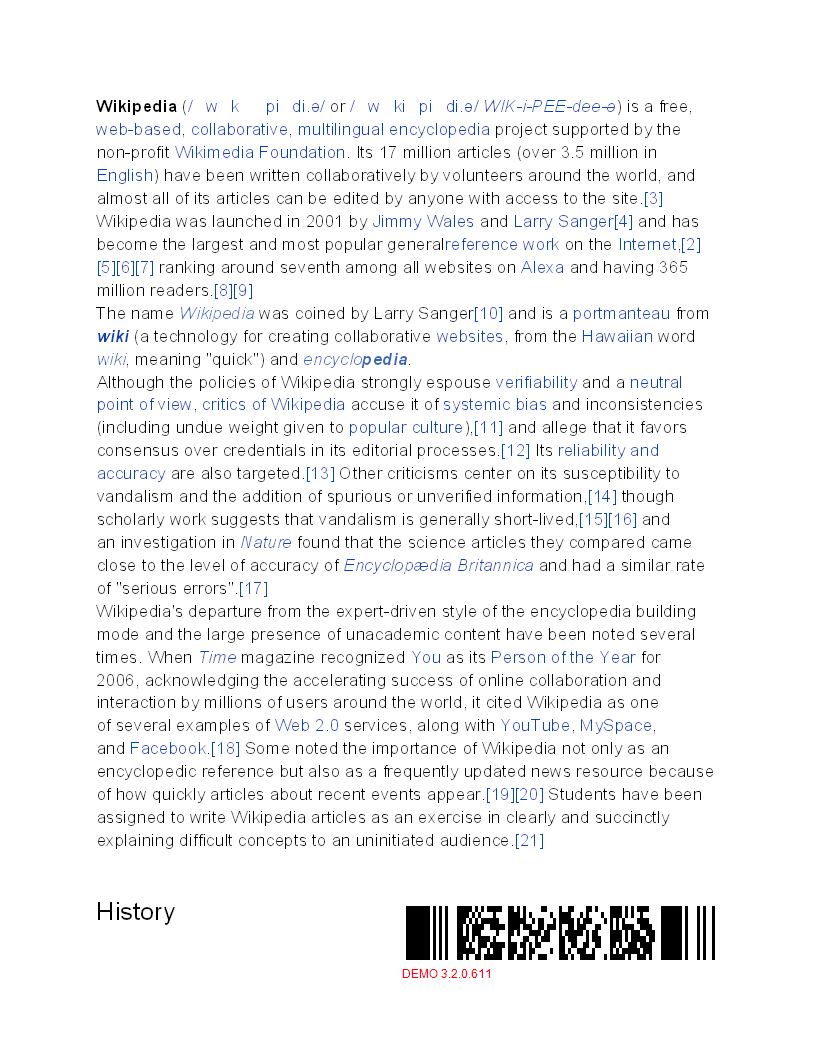 Wikipedia (/ w k pi di.ə/ or / w ki pi di.ə/ WIK-i-PEE-dee-ə) is a free,
web-based, collaborative, multilingual encyclopedia project supported by the
non-profit Wikimedia Foundation. Its 17 million articles (over 3.5 million in
English) have been written collaboratively by volunteers around the world, and
almost all of its articles can be edited by anyone with access to the site.[3]
Wikipedia was launched in 2001 by Jimmy Wales and Larry Sanger[4] and has
become the largest and most popular generalreference work on the Internet,[2]
[5][6][7] ranking around seventh among all websites on Alexa and having 365
million readers.[8][9]
The name Wikipedia was coined by Larry Sanger[10] and is a portmanteau from
wiki (a technology for creating collaborative websites, from the Hawaiian word
wiki, meaning "quick") and encyclopedia.
Although the policies of Wikipedia strongly espouse verifiability and a neutral
point of view, critics of Wikipedia accuse it of systemic bias and inconsistencies
(including undue weight given to popular culture),[11] and allege that it favors
consensus over credentials in its editorial processes.[12] Its reliability and
accuracy are also targeted.[13] Other criticisms center on its susceptibility to
vandalism and the addition of spurious or unverified information,[14] though
scholarly work suggests that vandalism is generally short-lived,[15][16] and
an investigation in Nature found that the science articles they compared came
close to the level of accuracy of Encyclopædia Britannica and had a similar rate
of "serious errors".[17]
Wikipedia's departure from the expert-driven style of the encyclopedia building
mode and the large presence of unacademic content have been noted several
times. When Time magazine recognized You as its Person of the Year for
2006, acknowledging the accelerating success of online collaboration and
interaction by millions of users around the world, it cited Wikipedia as one
of several examples of Web 2.0 services, along with YouTube, MySpace,
and Facebook.[18] Some noted the importance of Wikipedia not only as an
encyclopedic reference but also as a frequently updated news resource because
of how quickly articles about recent events appear.[19][20] Students have been
assigned to write Wikipedia articles as an exercise in clearly and succinctly
explaining difficult concepts to an uninitiated audience.[21]
History
DEMO 3.2.0.611